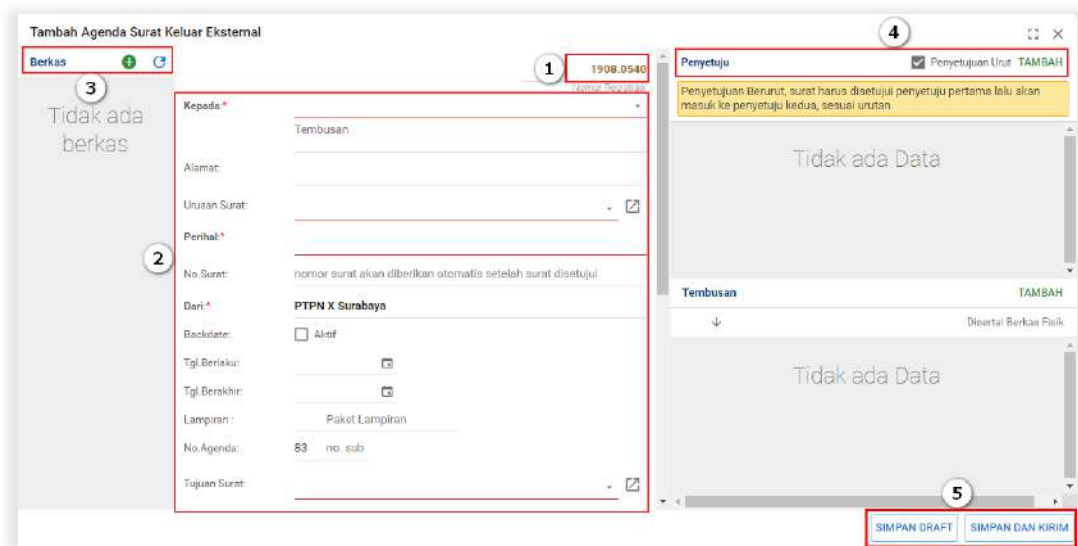 Tambah Agenda Surat Keluar Eksternal
Berkas
3
Tidak ada
berkas
1
1908.0540
Nomor Registrasi
2
Kepada:*
Tembusan
Alamat:
Urusan Surat:
Perihal:*
No.Surat: nomor surat akan diberikan otomatis setelah surat disetujui
Dari:* PTPN X Surabaya
Backdate: Aktif
Tgl.Berlaku:
Tgl.Berakhir:
Lampiran : Paket Lampiran
No.Agenda: 83 no. sub
Tujuan Surat:
4
Penyetuju Penyetujuan Urut TAMBAH
Penyetujuan Berurut, surat harus disetujui penyetuju pertama lalu akan
masuk ke penyetuju kedua, sesuai urutan
Tidak ada Data
Tembusan TAMBAH
Disertai Berkas Fisik
Tidak ada Data
5
SIMPAN DRAFT SIMPAN DAN KIRIM